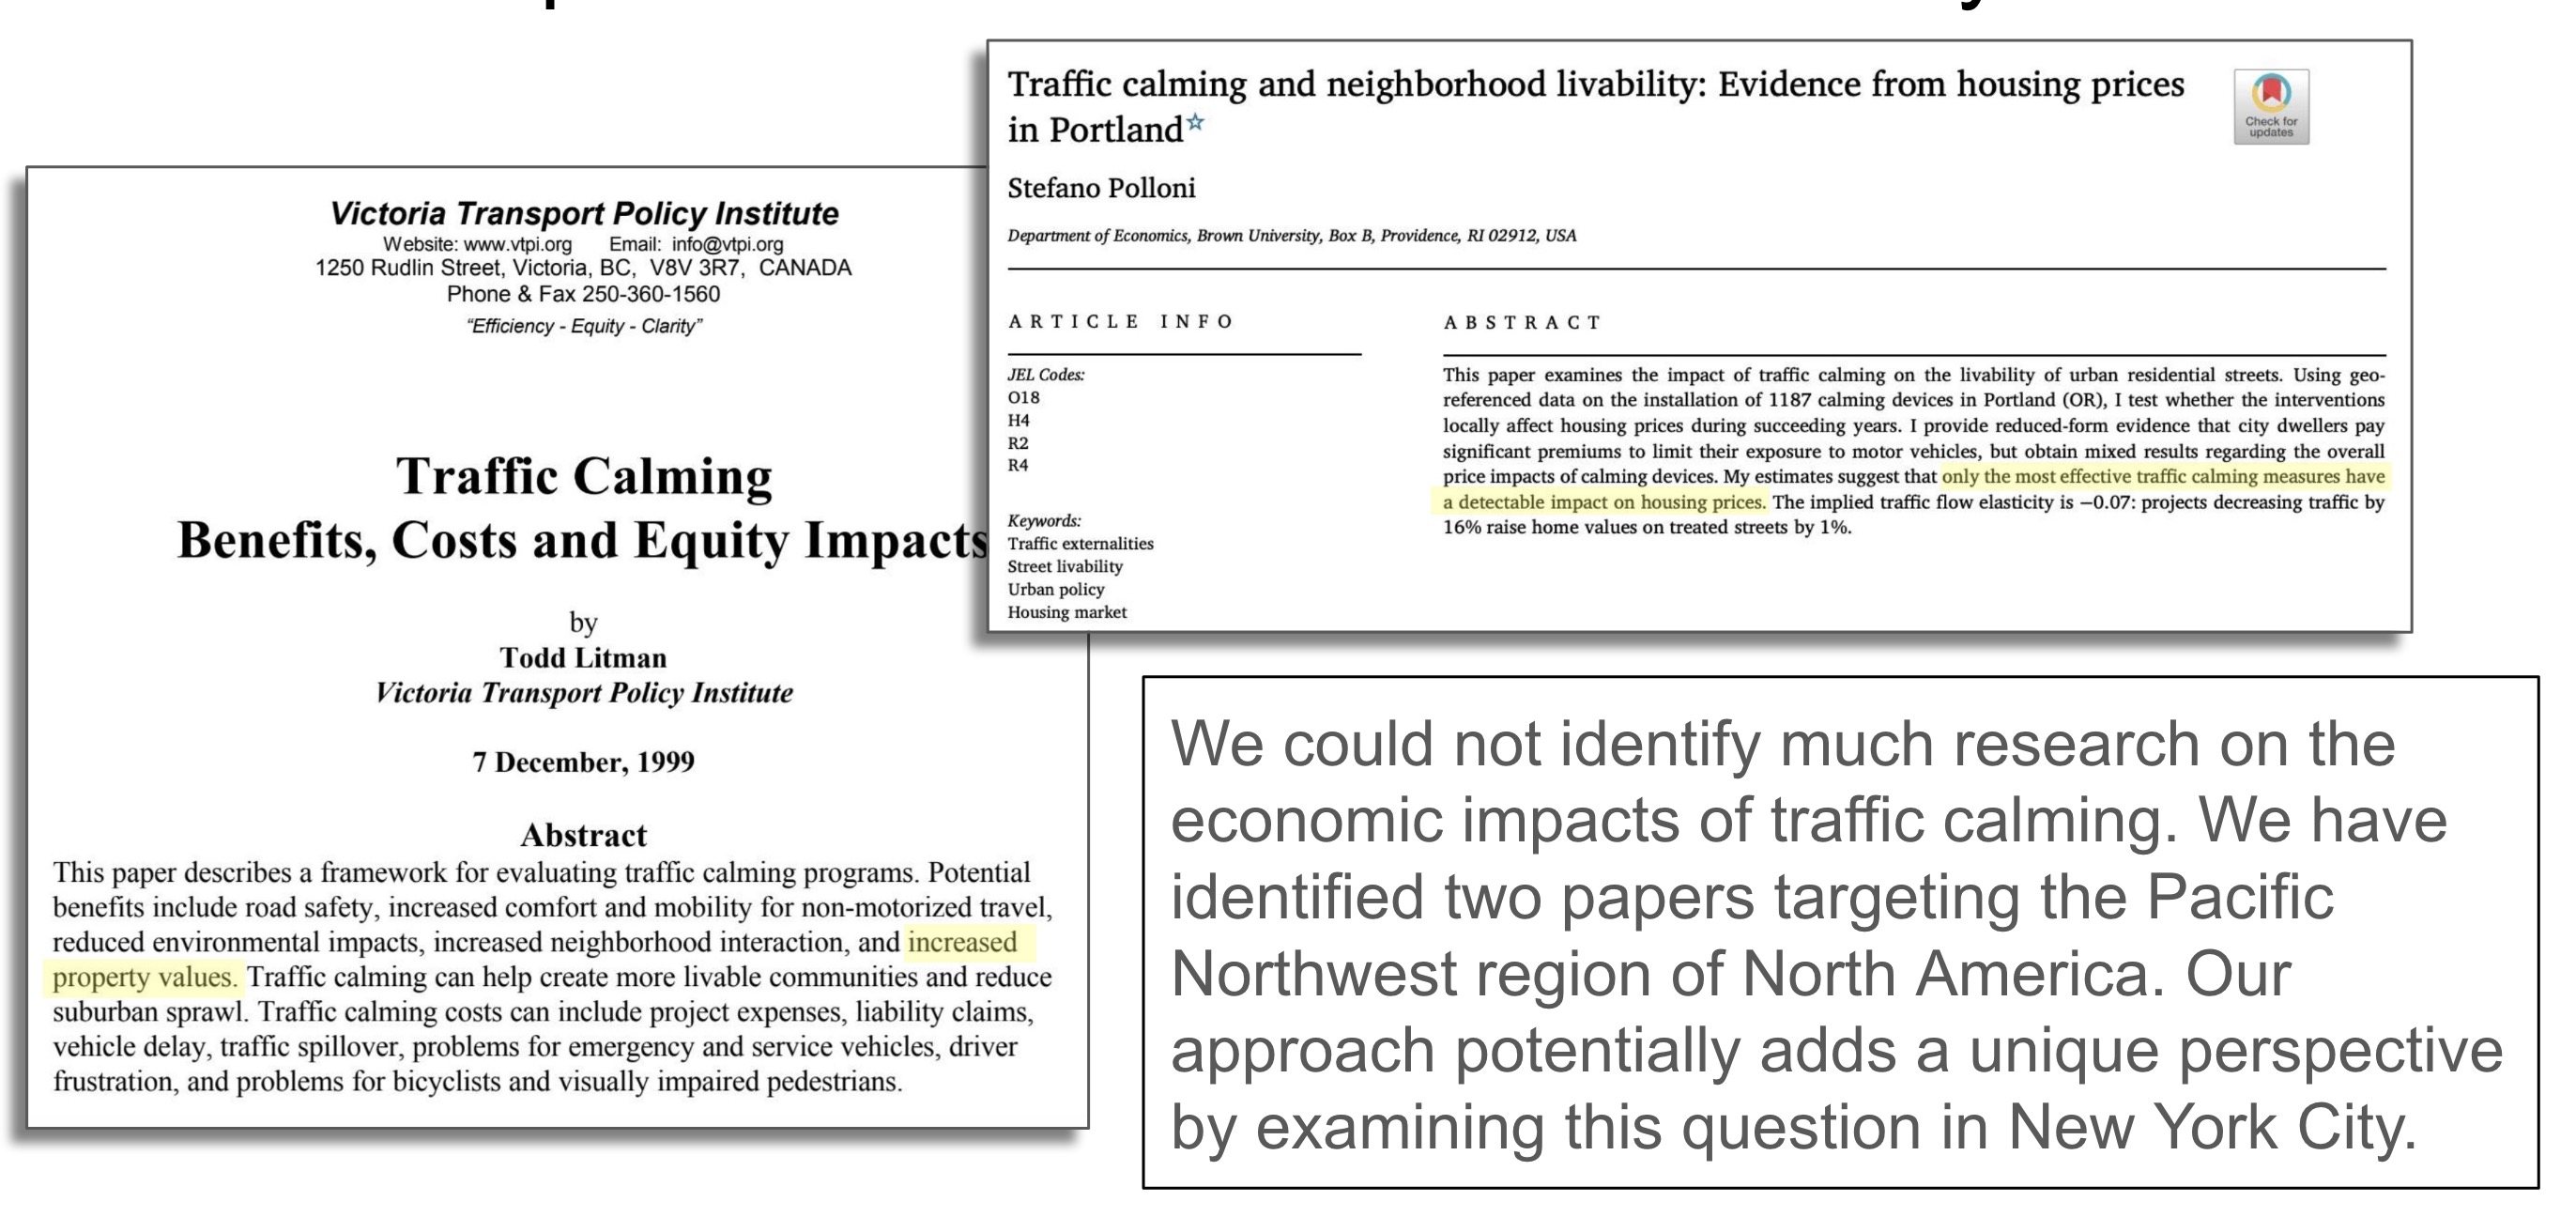 Victoria Transport Policy Institute
Website: www.vtpi.org Email: info@vtpi.org
1250 Rudlin Street, Victoria, BC, V8V 3R7, CANADA
Phone & Fax 250-360-1560
“Efficiency - Equity - Clarity”
Traffic Calming
Benefits, Costs and Equity Impacts
by
Todd Litman
Victoria Transport Policy Institute
7 December, 1999
Abstract
This paper describes a framework for evaluating traffic calming programs. Potential
benefits include road safety, increased comfort and mobility for non-motorized travel,
reduced environmental impacts, increased neighborhood interaction, and increased
property values. Traffic calming can help create more livable communities and reduce
suburban sprawl. Traffic calming costs can include project expenses, liability claims,
vehicle delay, traffic spillover, problems for emergency and service vehicles, driver
frustration, and problems for bicyclists and visually impaired pedestrians.
Traffic calming and neighborhood livability: Evidence from housing prices
in Portland☆
Check for
updates
Stefano Polloni
Department of Economics, Brown University, Box B, Providence, RI 02912, USA
ARTICLE INFO
JEL Codes:
O18
H4
R2
R4
Keywords:
Traffic externalities
Street livability
Urban policy
Housing market
ABSTRACT
This paper examines the impact of traffic calming on the livability of urban residential streets. Using geo-
referenced data on the installation of 1187 calming devices in Portland (OR), I test whether the interventions
locally affect housing prices during succeeding years. I provide reduced-form evidence that city dwellers pay
significant premiums to limit their exposure to motor vehicles, but obtain mixed results regarding the overall
price impacts of calming devices. My estimates suggest that only the most effective traffic calming measures have
a detectable impact on housing prices. The implied traffic flow elasticity is −0.07: projects decreasing traffic by
16% raise home values on treated streets by 1%.
We could not identify much research on the
economic impacts of traffic calming. We have
identified two papers targeting the Pacific
Northwest region of North America. Our
approach potentially adds a unique perspective
by examining this question in New York City.